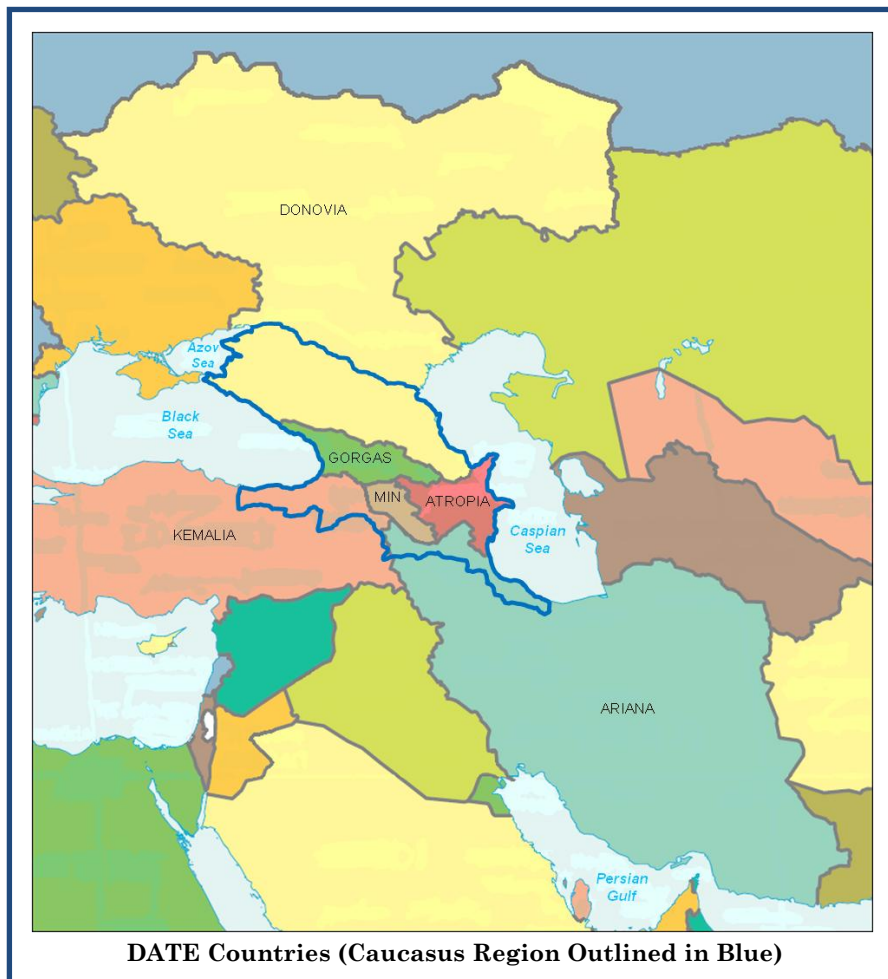 DONOVIA
Azov
Sea
Black
Sea
GORGAS
MIN
ATROPIA
KEMALIA
Caspian
Sea
ARIANA
Persian
Gulf
DATE Countries (Caucasus Region Outlined in Blue)